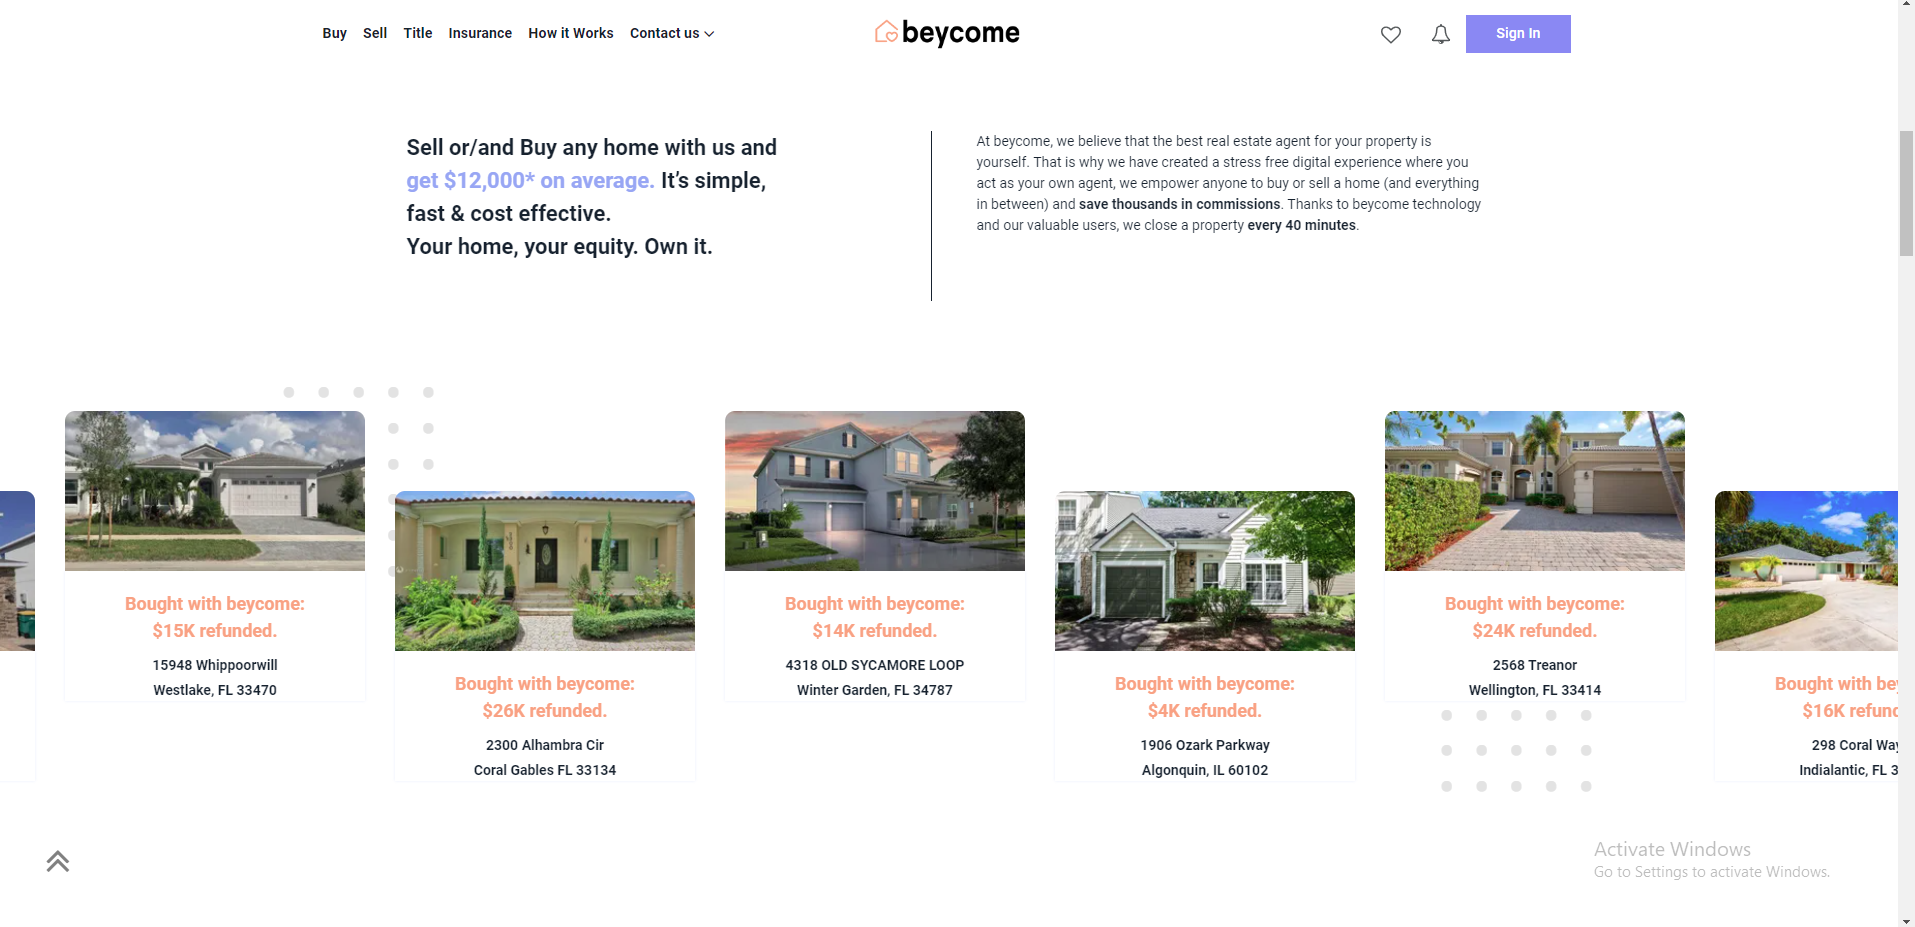 Buy Sell Title Insurance How it Works Contact us
beycome
Sign In
Sell or/and Buy any home with us and
get $12,000* on average. It’s simple,
fast & cost effective.
Your home, your equity. Own it.
At beycome, we believe that the best real estate agent for your property is
yourself. That is why we have created a stress free digital experience where you
act as your own agent, we empower anyone to buy or sell a home (and everything
in between) and save thousands in commissions. Thanks to beycome technology
and our valuable users, we close a property every 40 minutes.
Bought with beycome:
$15K refunded.
15948 Whippoorwill
Westlake, FL 33470
Bought with beycome:
$26K refunded.
2300 Alhambra Cir
Coral Gables FL 33134
Bought with beycome:
$14K refunded.
4318 OLD SYCAMORE LOOP
Winter Garden, FL 34787
Bought with beycome:
$4K refunded.
1906 Ozark Parkway
Algonquin, IL 60102
Bought with beycome:
$24K refunded.
2568 Treanor
Wellington, FL 33414
Bought with bey
$16K refund
298 Coral Way
Indialantic, FL 3
Activate Windows
Go to Settings to activate Windows.